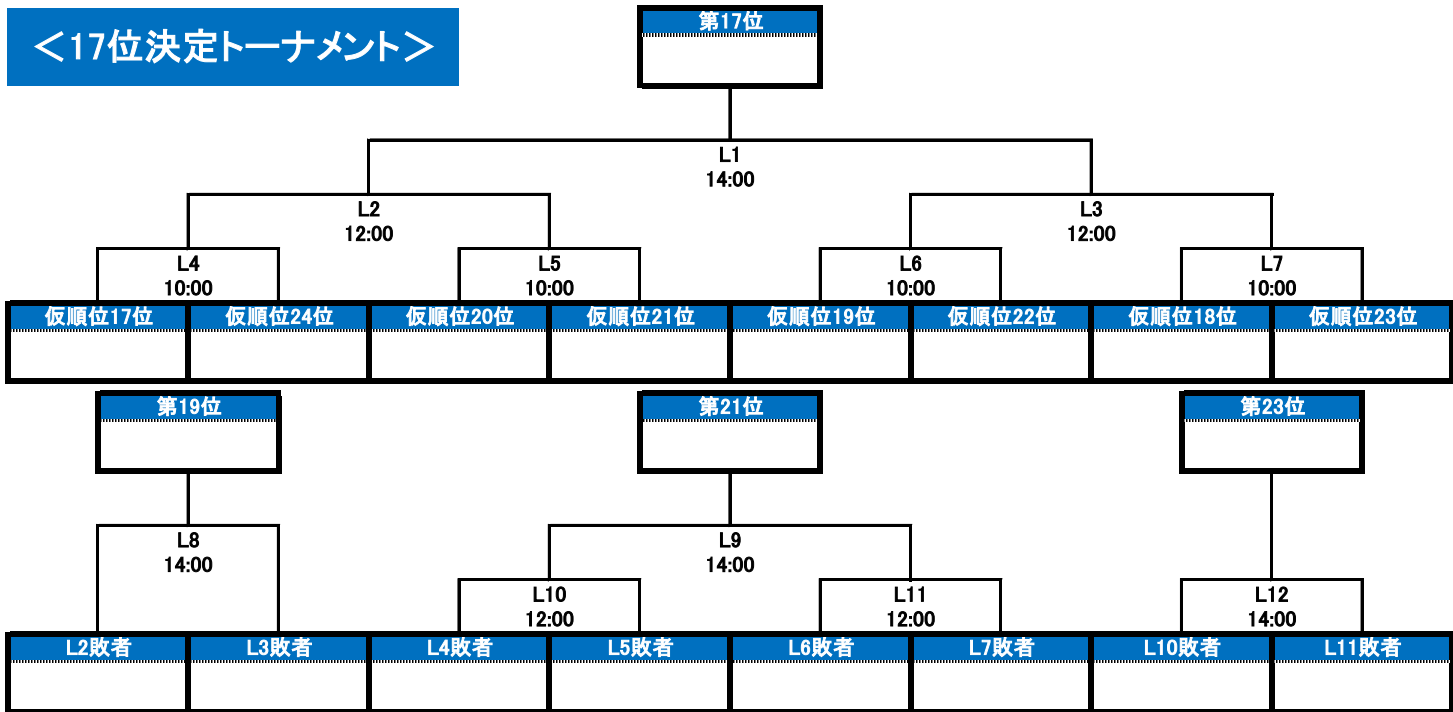 ＜17位決定トーナメント＞
第17位
L1
14:00
L2
12:00
L3
12:00
L4
10:00
L5
10:00
L6
10:00
L7
10:00
仮順位17位
仮順位24位
仮順位20位
仮順位21位
仮順位19位
仮順位22位
仮順位18位
仮順位23位
第19位
第21位
第23位
L8
14:00
L9
14:00
L10
12:00
L11
12:00
L12
14:00
L2敗者
L3敗者
L4敗者
L5敗者
L6敗者
L7敗者
L10敗者
L11敗者